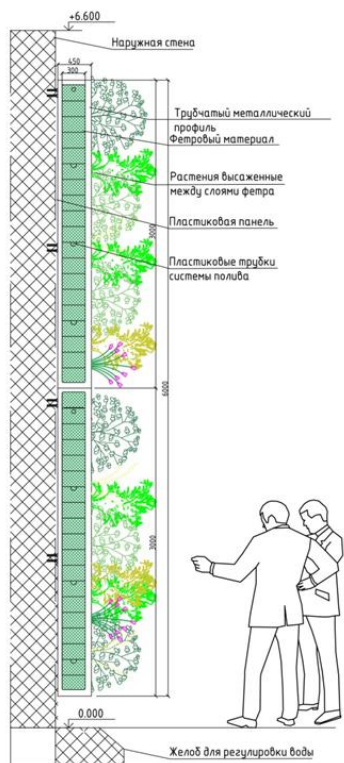 +6.600
Наружная стена
450
300
Трубчатый металлический
профиль
Фетровый материал
Растения высаженные
между слоями фетра
3000
Пластиковая панель
Пластиковые трубки
системы полива
6000
3000
0.000
Желоб для регулировки воды